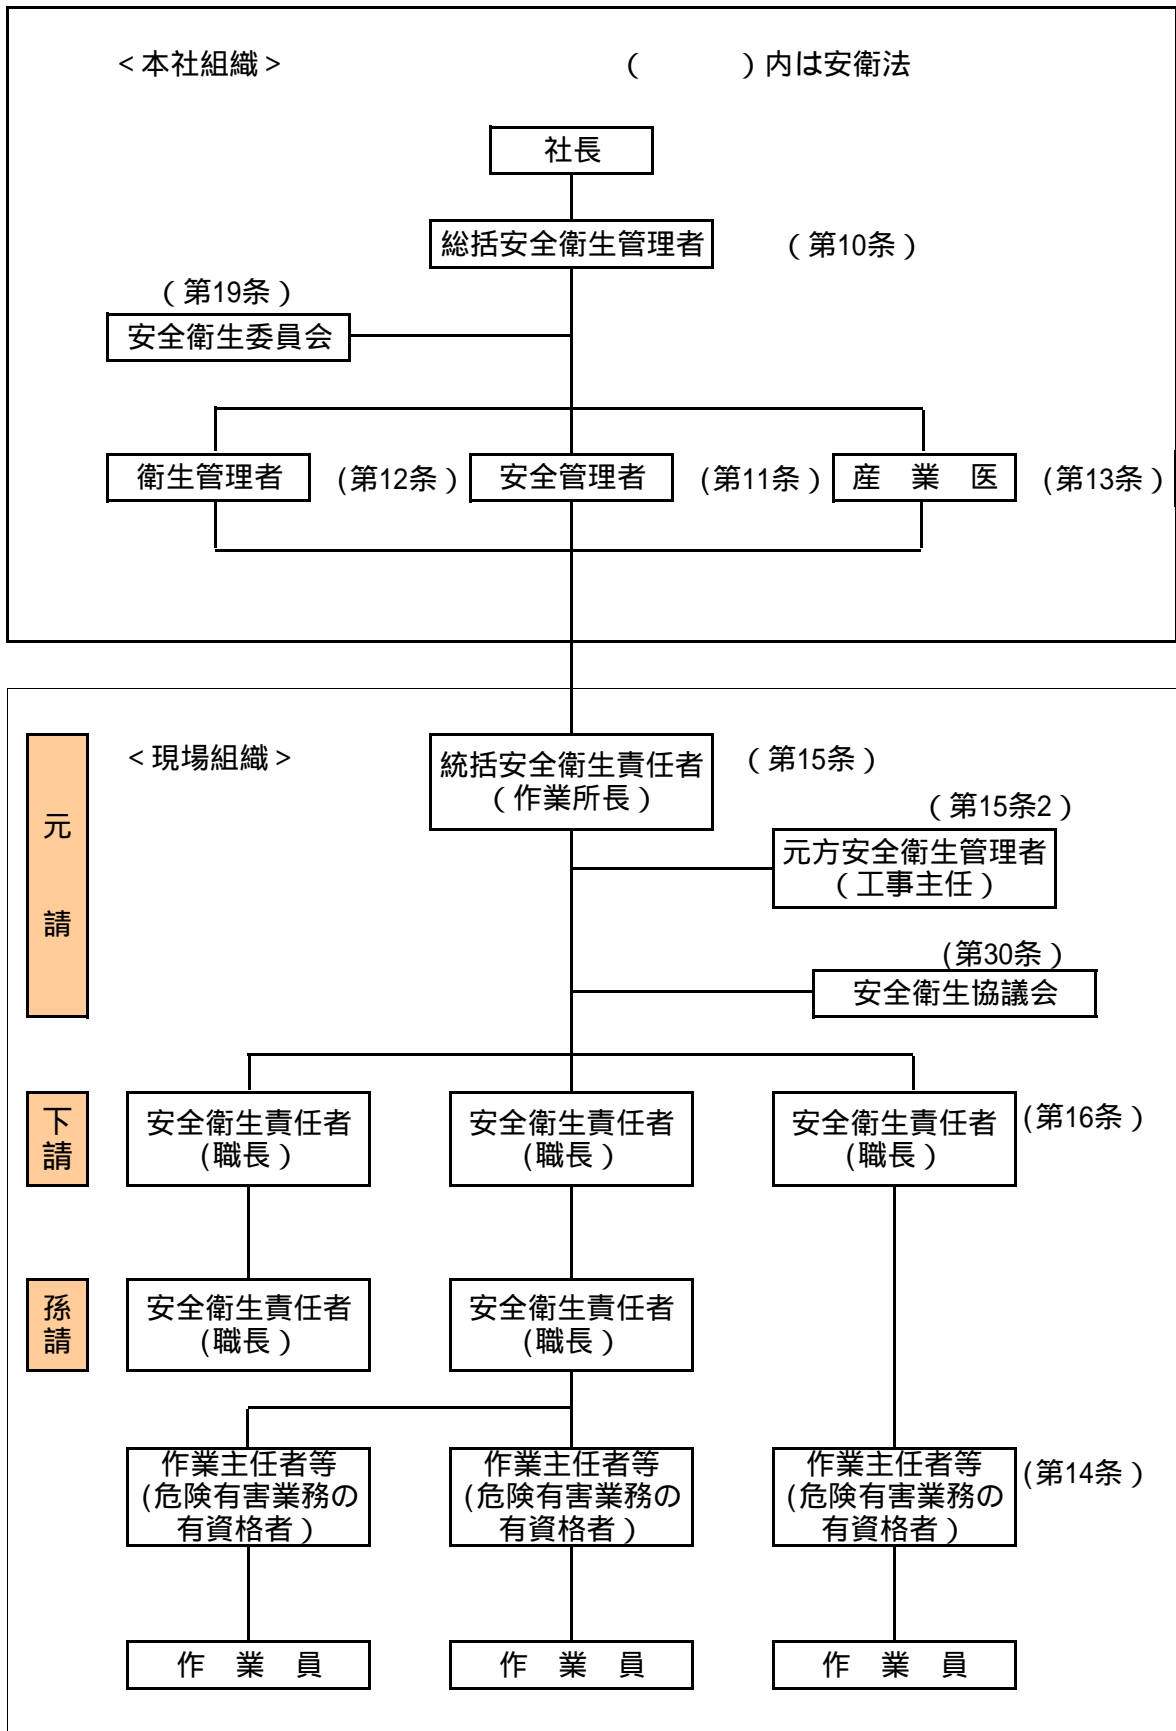 ＜本社組織＞　（　　　）内は安衛法
社長
総括安全衛生管理者　（第10条）
（第19条）
安全衛生委員会
衛生管理者　(第12条）　安全管理者　(第11条）　産　業　医　(第13条）
＜現場組織＞
元
請
統括安全衛生責任者　（第15条）
（作業所長）
（第15条2）
元方安全衛生管理者
（工事主任）
(第30条）
安全衛生協議会
下
請
安全衛生責任者
(職長）
安全衛生責任者
(職長）
安全衛生責任者
(職長）
(第16条）
孫
請
安全衛生責任者
(職長）
安全衛生責任者
(職長）
作業主任者等
(危険有害業務の
有資格者）
作業主任者等
(危険有害業務の
有資格者）
作業主任者等
(危険有害業務の
有資格者）
(第14条）
作　業　員
作　業　員
作　業　員